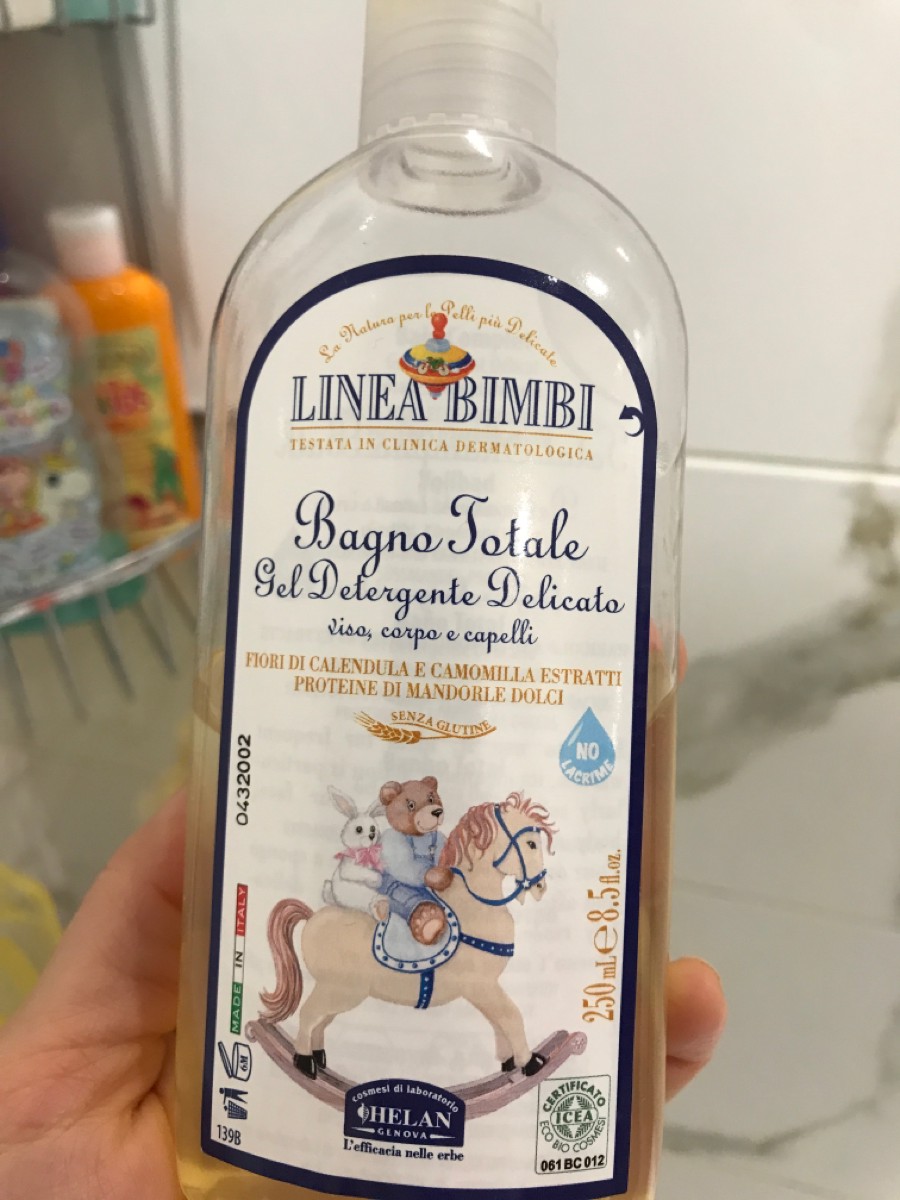 La Natura per le Pelli più Delicate
LINEA BIMBI
TESTATA IN CLINICA DERMATOLOGICA
Bagno Totale
Gel Detergente Delicato
viso, corpo e capelli
FIORI DI CALENDULA E CAMOMILLA ESTRATTI
PROTEINE DI MANDORLE DOLCI
SENZA GLUTINE
NO
LACRIME
0432002
MADE IN ITALY
250 mL e 8.5 fl.oz.
6M
139B
cosmesi di laboratorio
HELAN
GENOVA
L'efficacia nelle erbe
CERTIFICATO
ICEA
ECO BIO COSMESI
061 BC 012